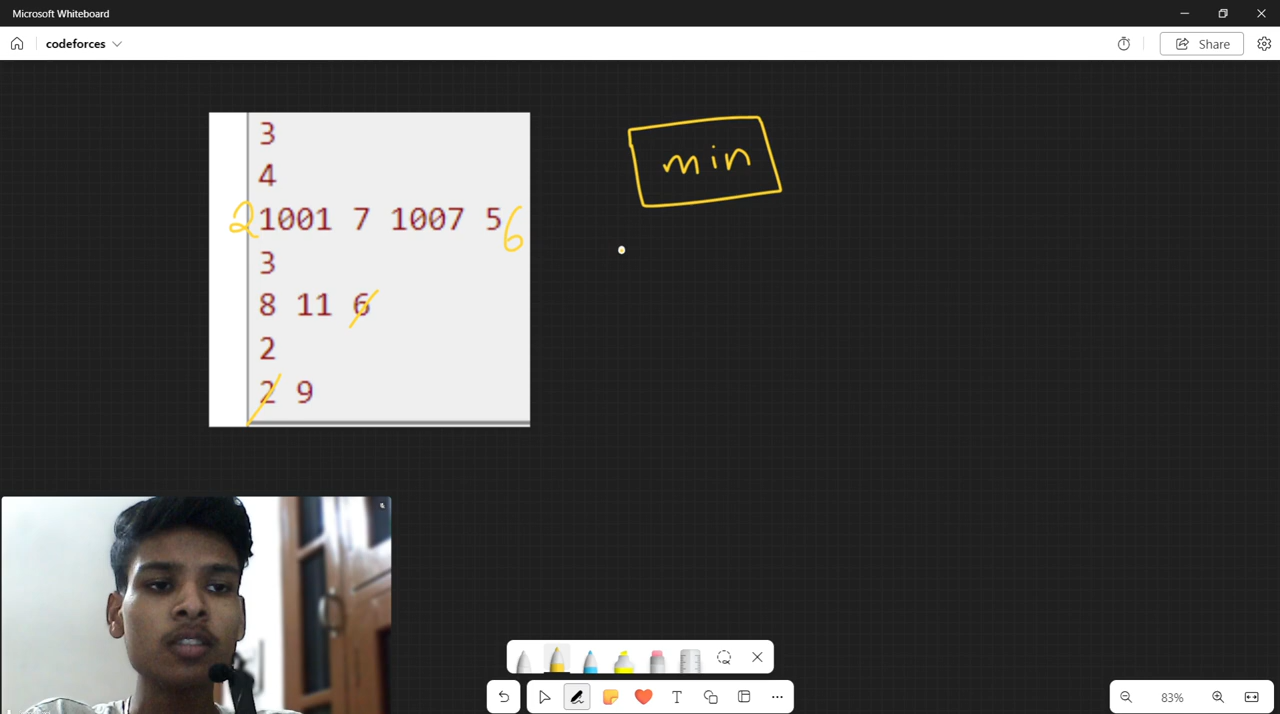 Microsoft Whiteboard
codeforces
Share
3
4
2 1001 7 1007 5 6
3
8 11 6
2
2 9
min
83%